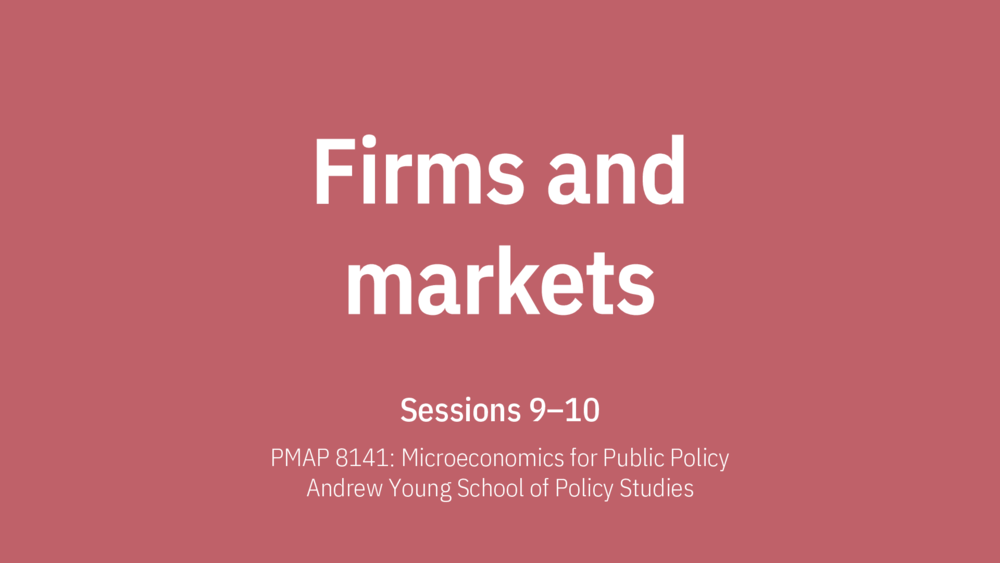 Firms and
markets
Sessions 9–10
PMAP 8141: Microeconomics for Public Policy
Andrew Young School of Policy Studies